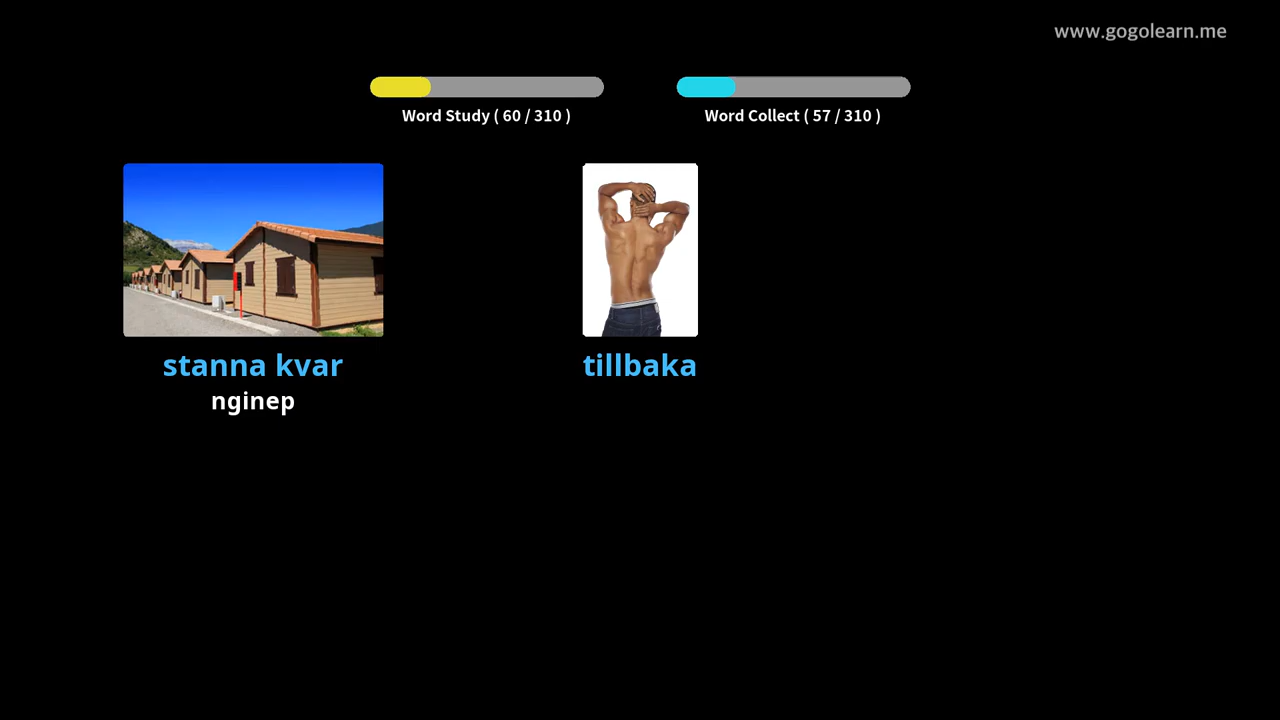 www.gogolearn.me
Word Study ( 60 / 310 )
Word Collect ( 57 / 310 )
stanna kvar
nginep
tillbaka